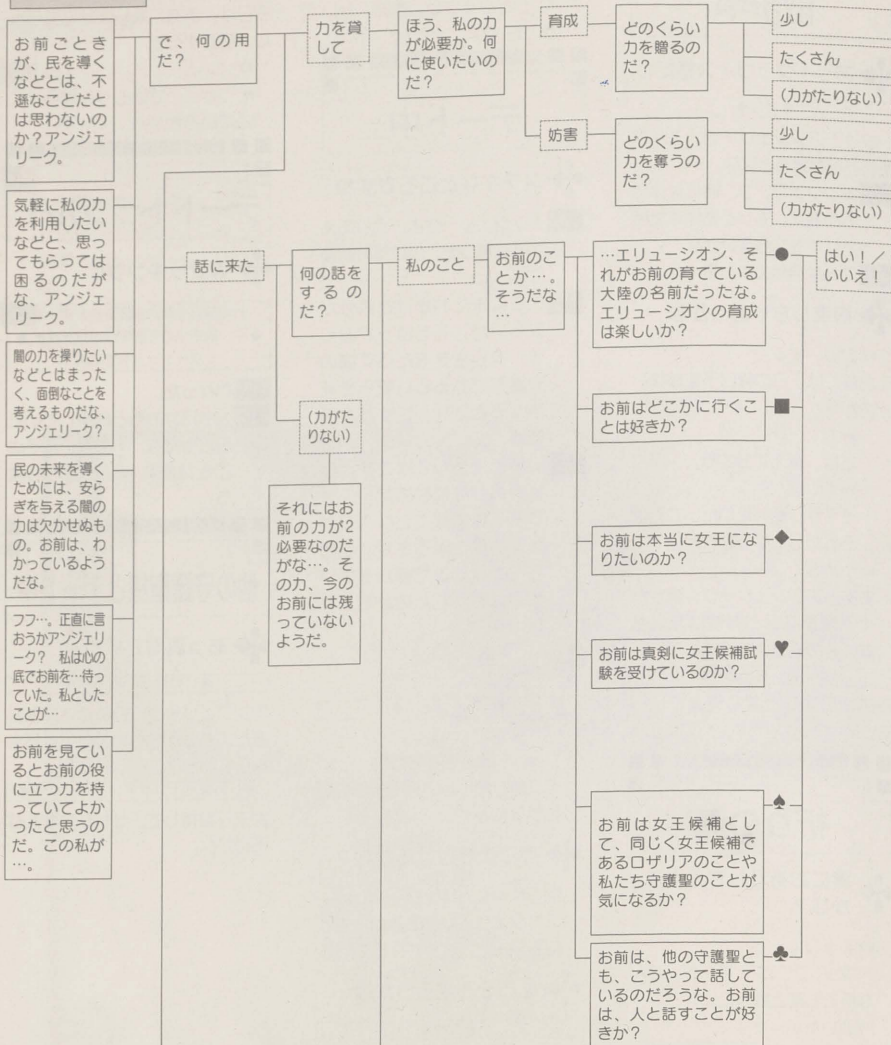 お前ごとき
が、民を導く
などとは、不
遜なことだと
は思わないの
か？アンジェ
リーク。
気軽に私の力
を利用したい
などと、思っ
てもらっては
困るのだが
な、アンジェ
リーク。
闇の力を操りたい
などとはまった
く、面倒なことを
考えるものだな、
アンジェリーク？
民の未来を導く
ためには、安ら
ぎを与える闇の
力は欠かせぬも
の。お前は、わ
かっているよう
だな。
フフ…。正直に言
おうかアンジェリ
ーク？　私は心の
底でお前を…待っ
ていた。私とした
ことが…
お前を見てい
るとお前の役
に立つ力を持
っていてよか
ったと思うの
だ。この私が
…。
で、何の用
だ？
力を貸
して
ほう、私の力
が必要か。何
に使いたいの
だ？
育成
どのくらい
力を贈るの
だ？
少し
たくさん
(力がたりない)
妨害
どのくらい
力を奪うの
だ？
少し
たくさん
(力がたりない)
話に来た
何の話を
するの
だ？
(力がた
りない)
それにはお
前の力が2
必要なのだ
がな…。そ
の力、今の
お前には残
っていない
ようだ。
私のこと
お前のこ
とか…。
そうだな
…
…エリューシオン、そ
れがお前の育てている
大陸の名前だったな。
エリューシオンの育成
は楽しいか？
●
はい！／
いいえ！
お前はどこかに行くこ
とは好きか？
■
お前は本当に女王にな
りたいのか？
◆
お前は真剣に女王候補試
験を受けているのか？
♥
お前は女王候補とし
て、同じく女王候補で
あるロザリアのことや
私たち守護聖のことが
気になるか？
♠
お前は、他の守護聖と
も、こうやって話して
いるのだろうな。お前
は、人と話すことが好
きか？
♣